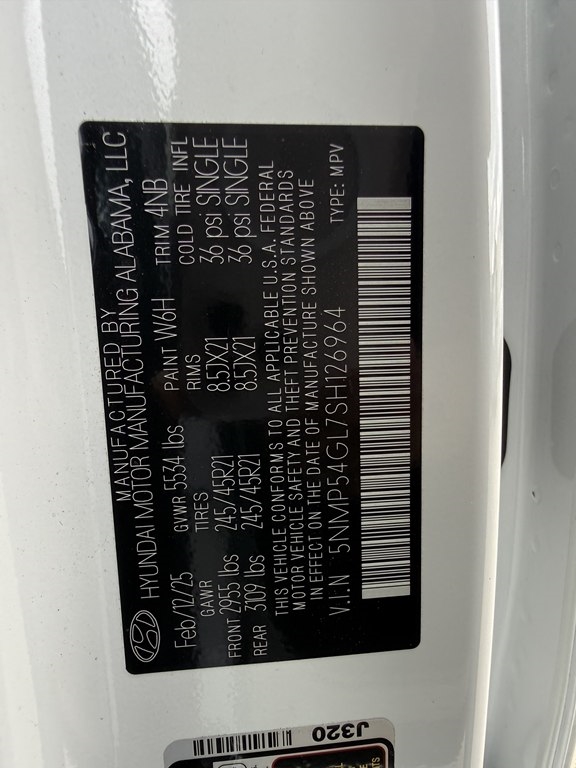 MANUFACTURED BY
HYUNDAI MOTOR MANUFACTURING ALABAMA, LLC
Feb/12/25 GVWR 5534 lbs PAINT W6H TRIM 4NB
GAWR TIRES RIMS COLD TIRE INFL
FRONT 2955 lbs 245/45R21 8.5JX21 36 psi SINGLE
REAR 3109 lbs 245/45R21 8.5JX21 36 psi SINGLE
THIS VEHICLE CONFORMS TO ALL APPLICABLE U.S.A. FEDERAL
MOTOR VEHICLE SAFETY AND THEFT PREVENTION STANDARDS
IN EFFECT ON THE DATE OF MANUFACTURE SHOWN ABOVE
V.I.N 5NMP54GL7SH126964 TYPE: MPV
J320